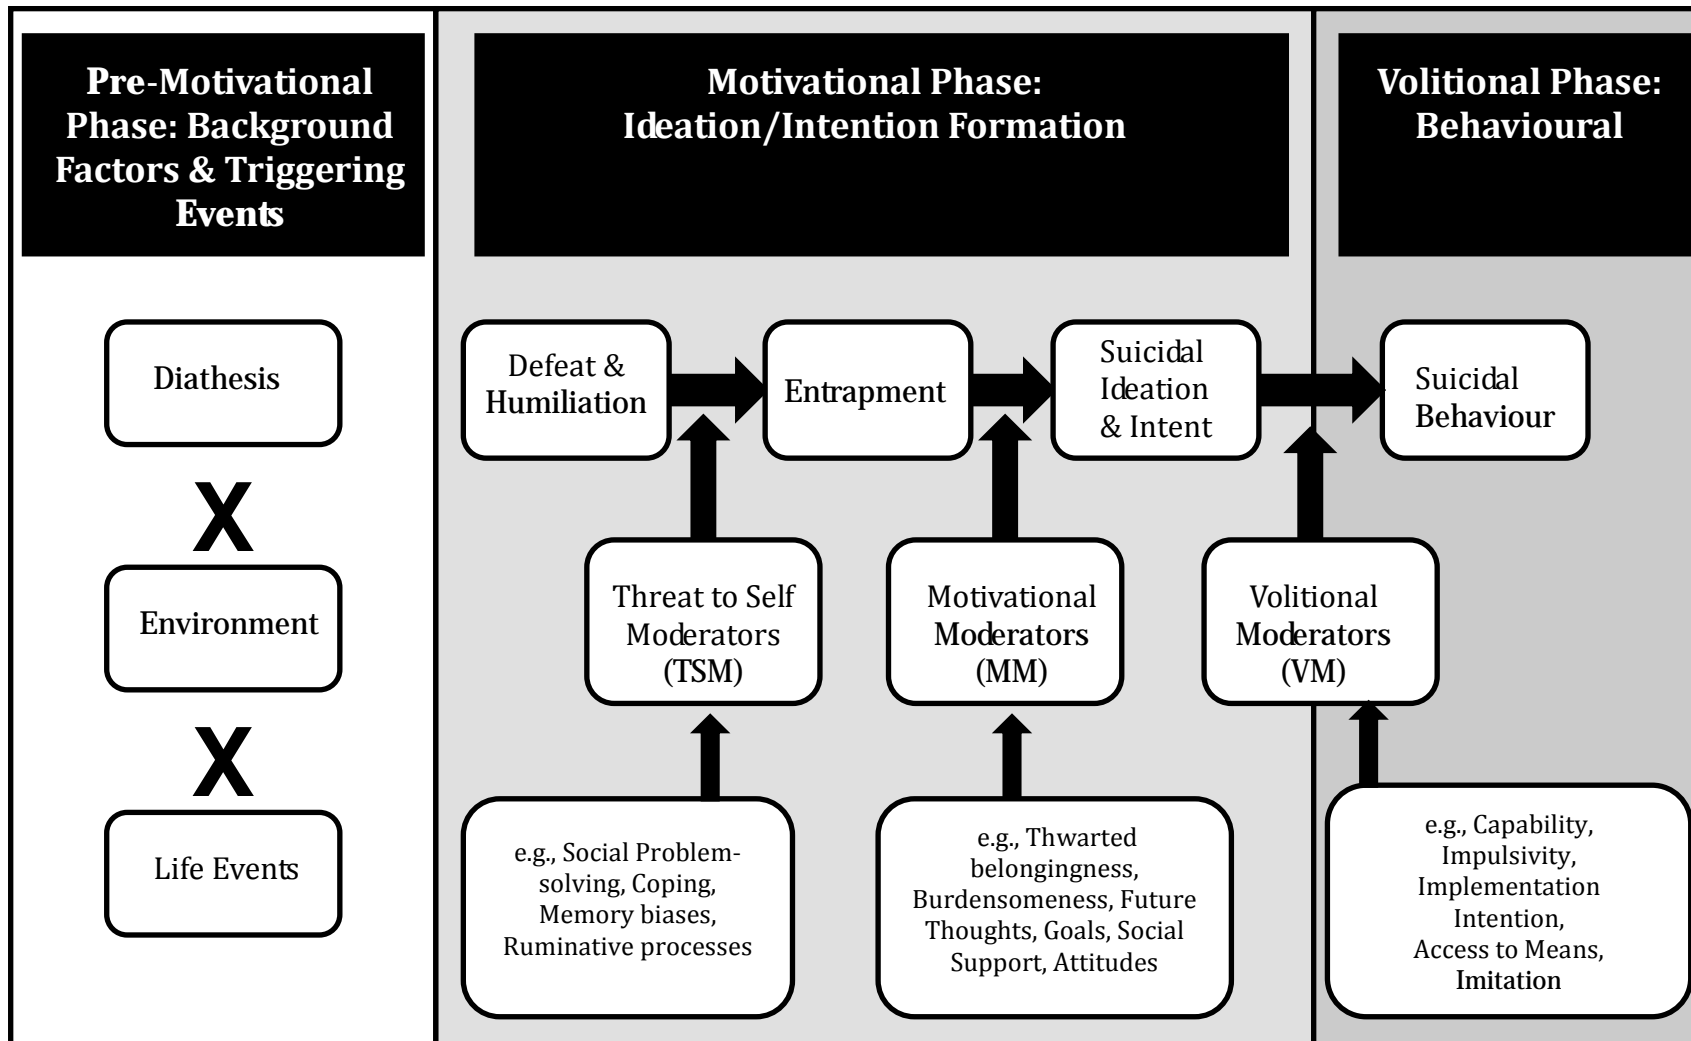 Pre-Motivational
Phase: Background
Factors & Triggering
Events
Motivational Phase:
Ideation/Intention Formation
Volitional Phase:
Behavioural
Diathesis
X
Environment
X
Life Events
Defeat &
Humiliation
Entrapment
Suicidal
Ideation
& Intent
Suicidal
Behaviour
Threat to Self
Moderators
(TSM)
Motivational
Moderators
(MM)
Volitional
Moderators
(VM)
e.g., Social Problem-
solving, Coping,
Memory biases,
Ruminative processes
e.g., Thwarted
belongingness,
Burdensomeness, Future
Thoughts, Goals, Social
Support, Attitudes
e.g., Capability,
Impulsivity,
Implementation
Intention,
Access to Means,
Imitation